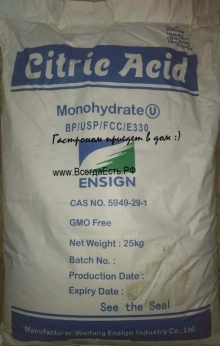 Citric Acid
Monohydrate U
BP/USP/FCC/E330
Гастроном приедет в дом :)
www.ВсегдаЕсть.РФ
ENSIGN
CAS NO. 5949-29-1
GMO Free
Net Weight : 25kg
Batch No. :
Production Date :
Expiry Date :
See the Seal
Manufacturer:Weifang Ensign Industry Co., Ltd.